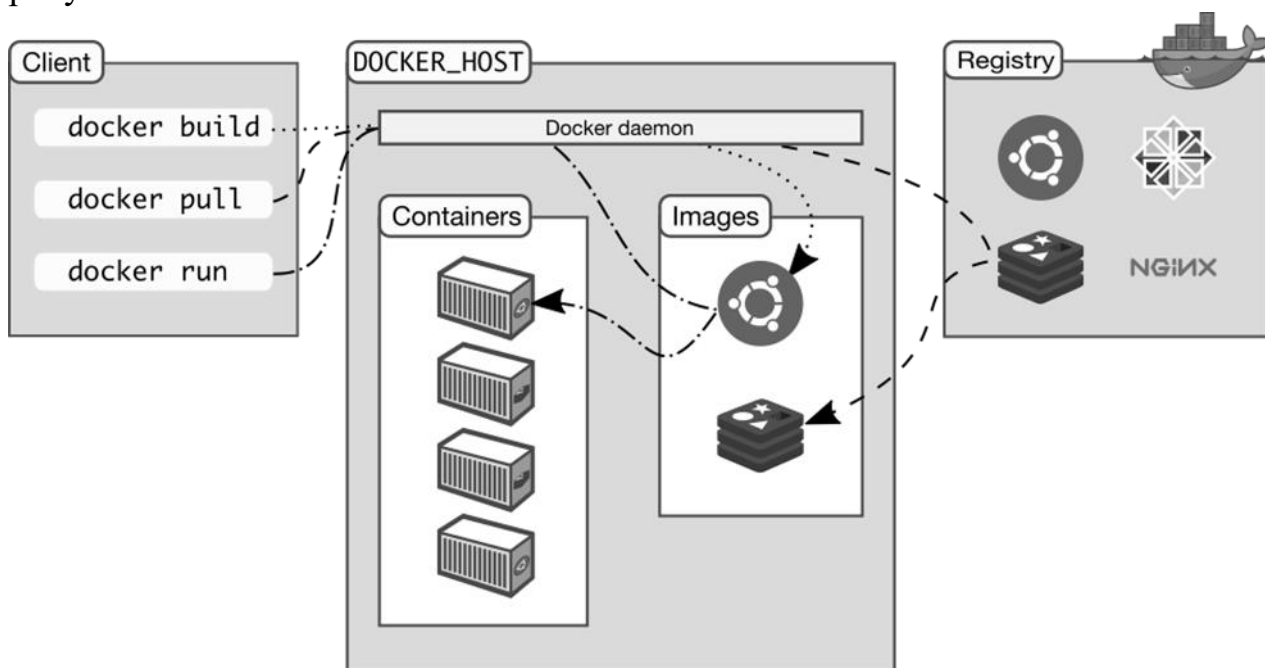 Client
docker build
docker pull
docker run
DOCKER_HOST
Docker daemon
Containers
Images
Registry
NGiNX